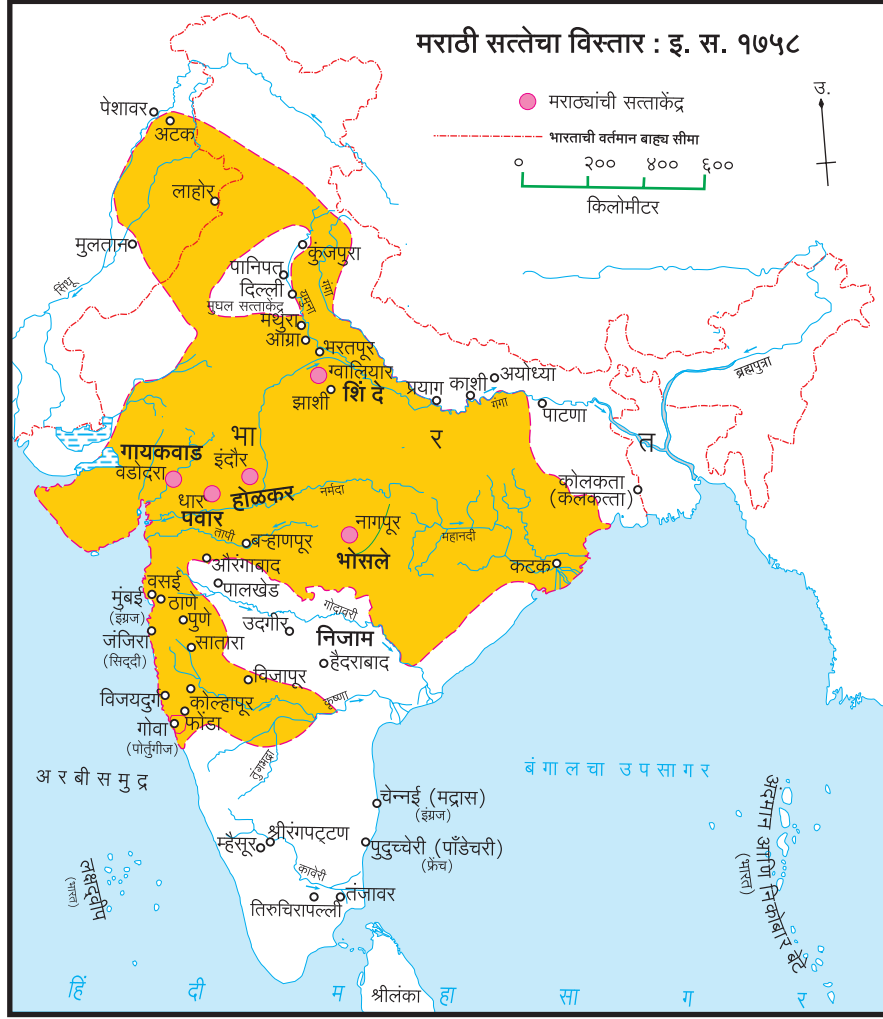 मराठी सत्तेचा विस्तार : इ. स. १७५८
मराठ्यांची सत्ताकेंद्र
भारताची वर्तमान बाह्य सीमा
० २०० ४०० ६००
किलोमीटर
उ.
पेशावर
अटक
लाहोर
मुलतान
सिंधू
कुंजपुरा
पानिपत
दिल्ली
मुघल सत्ताकेंद्र
यमुना
गंगा
मथुरा
आग्रा
भरतपूर
ग्वालियार
झाशी
शिं दे
प्रयाग
काशी
अयोध्या
गंगा
पाटणा
ब्रह्मपुत्रा
भा
र
त
गायकवाड
वडोदरा
इंदौर
धार
होळकर
पवार
नर्मदा
तापी
बऱ्हाणपूर
नागपूर
भोसले
महानदी
कटक
कोलकता
(कलकत्ता)
औरंगाबाद
पालखेड
वसई
मुंबई
(इंग्रज)
ठाणे
पुणे
गोदावरी
उदगीर
निजाम
हैदराबाद
जंजिरा
(सिद्दी)
सातारा
विजापूर
विजयदुर्ग
कोल्हापूर
कृष्णा
गोवा
(पोर्तुगीज)
फोंडा
तुंगभद्रा
अ र बी स मु द्र
बं गा ल चा उ प सा ग र
चेन्नई (मद्रास)
(इंग्रज)
श्रीरंगपट्टण
म्हैसूर
पुदुच्चेरी (पाँडेचरी)
(फ्रेंच)
कावेरी
तंजावर
तिरुचिरापल्ली
लक्षद्वीप
(भारत)
अंदमान आणि निकोबार बेटे
(भारत)
श्रीलंका
हिं दी म हा सा ग र